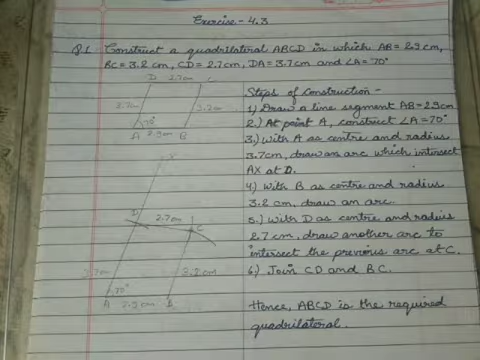 Exercise - 4.3
Q.1 Construct a quadrilateral ABCD in which AB = 2.9 cm,
BC = 3.2 cm, CD = 2.7 cm, DA = 3.7 cm and ∠A = 70°
D 2.7cm C
3.7cm 3.2cm
70°
A 2.9cm B
Steps of construction -
1) Draw a line segment AB = 2.9cm.
2.) At point A, construct ∠A = 70°
3.) With A as centre and radius
3.7cm, draw an arc which intersect
AX at D.
4.) With B as centre and radius
3.2 cm, draw an arc.
5.) With D as centre and radius
2.7 cm, draw another arc to
intersect the previous arc at C.
6) Join CD and BC.
Hence, ABCD is the required
quadrilateral.
X
D 2.7cm C
3.7cm 3.2cm
70°
A 2.9cm B